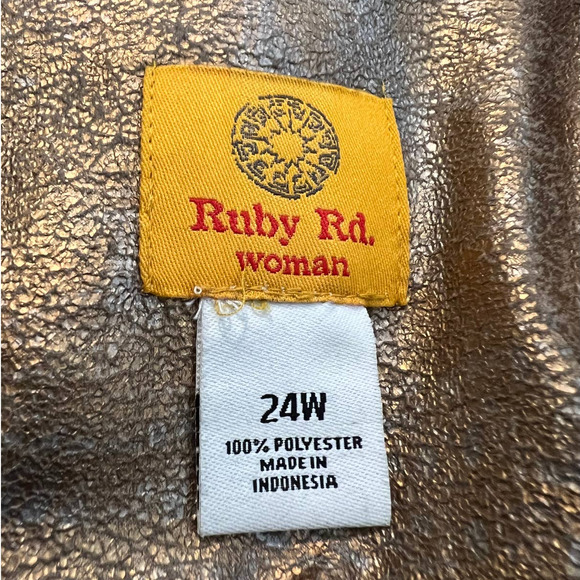 Ruby Rd.
woman
24W
100% POLYESTER
MADE IN
INDONESIA